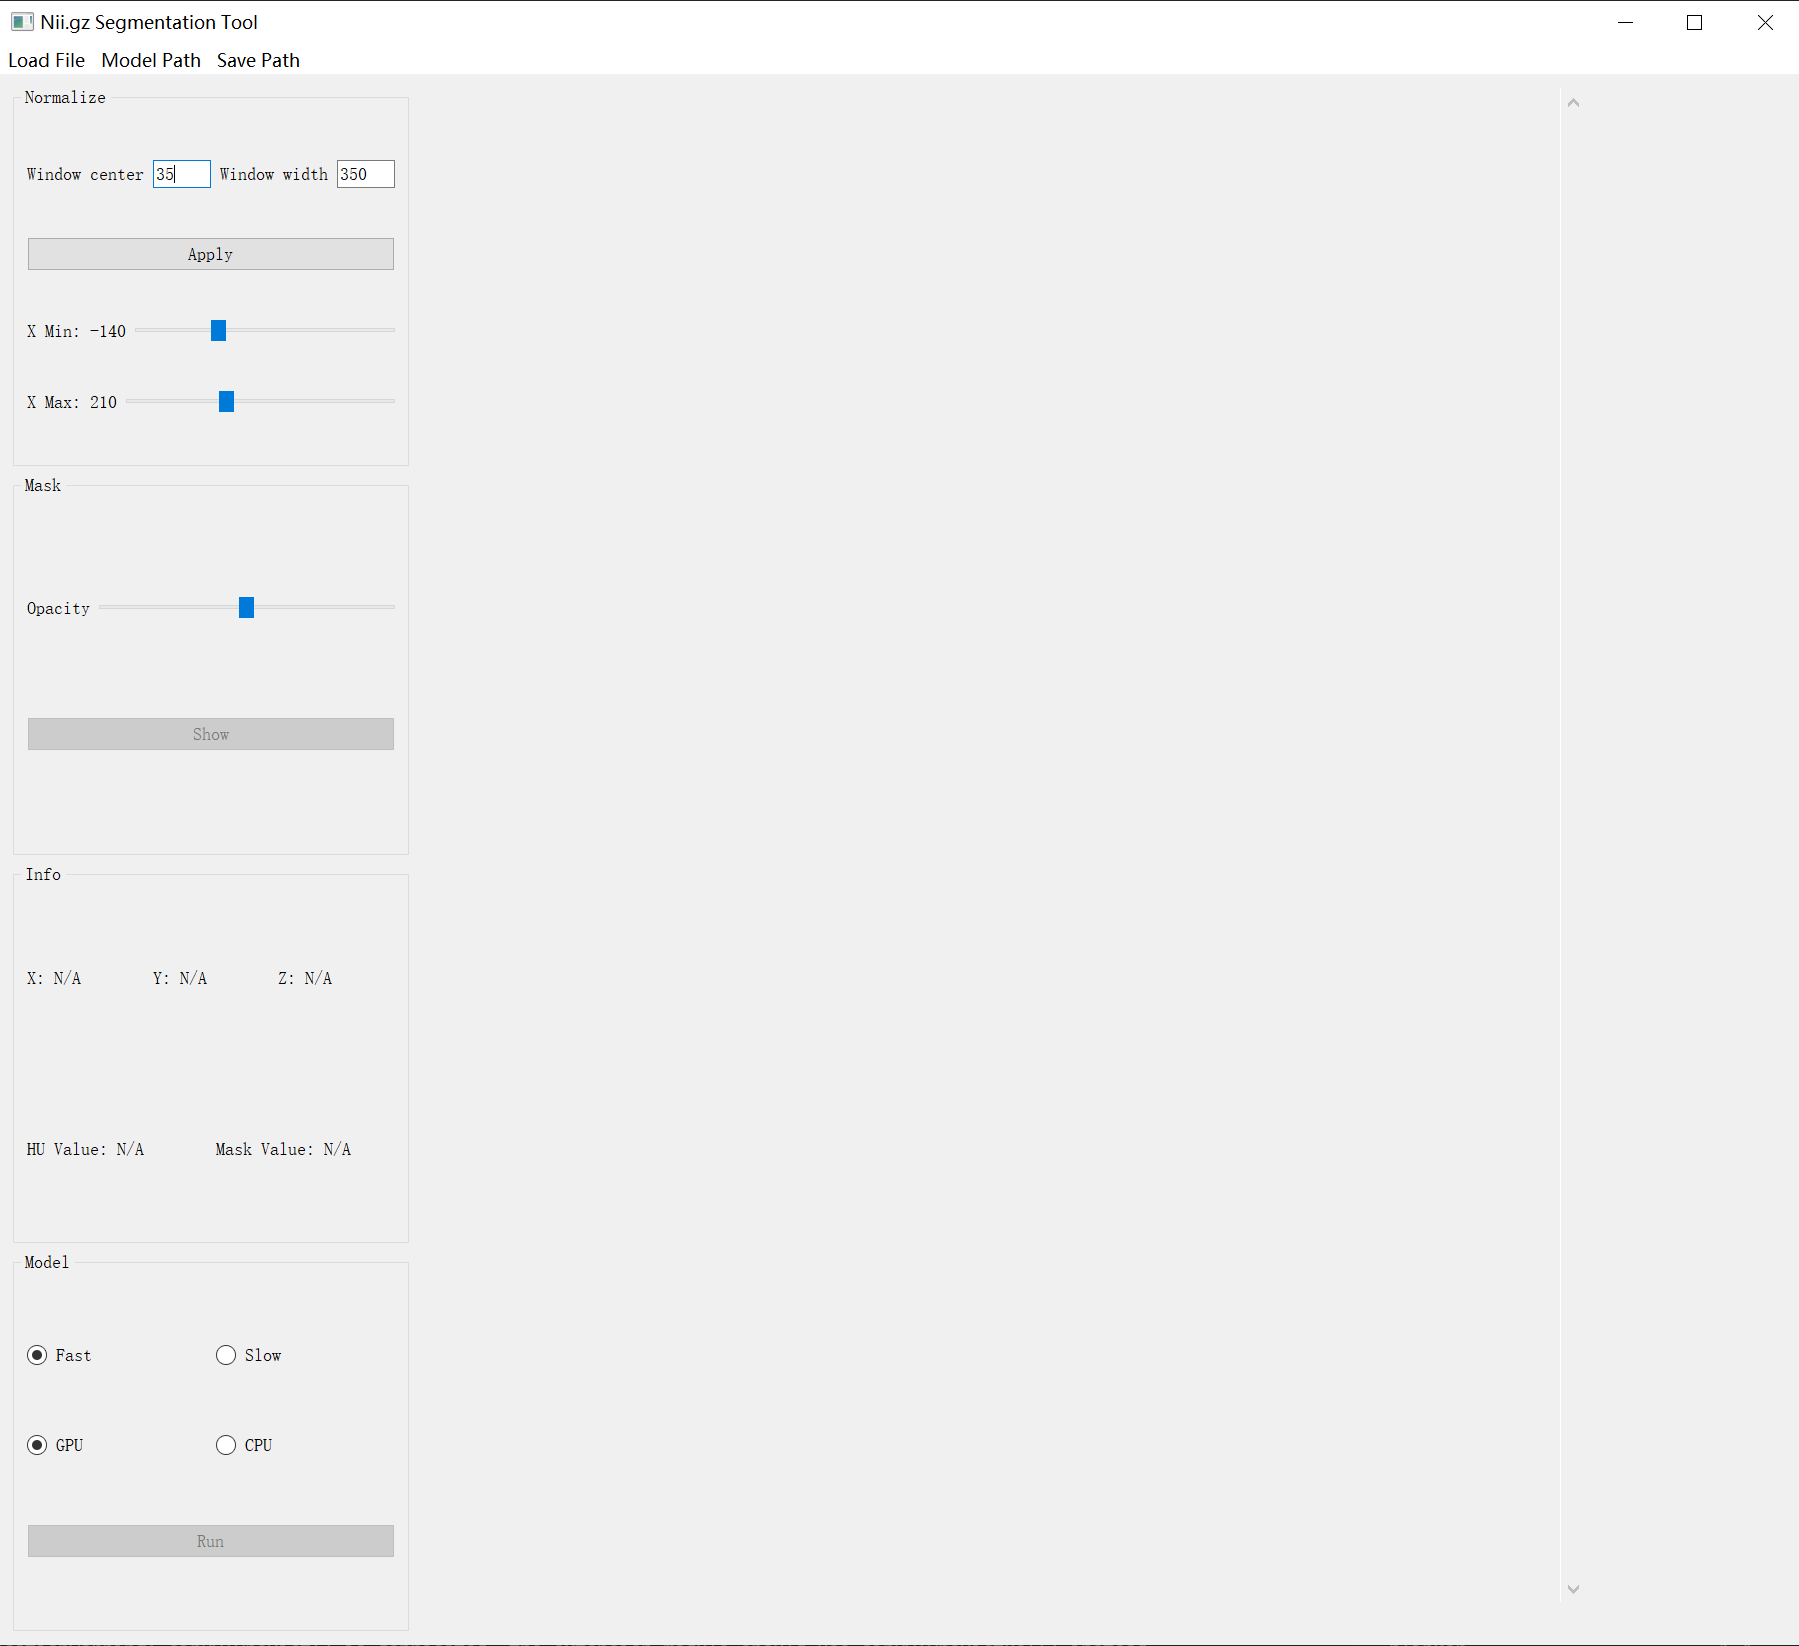 Nii.gz Segmentation Tool
Load File Model Path Save Path
Normalize
Window center 35 Window width 350
Apply
X Min: -140
X Max: 210
Mask
Opacity
Show
Info
X: N/A Y: N/A Z: N/A
HU Value: N/A Mask Value: N/A
Model
Fast Slow
GPU CPU
Run